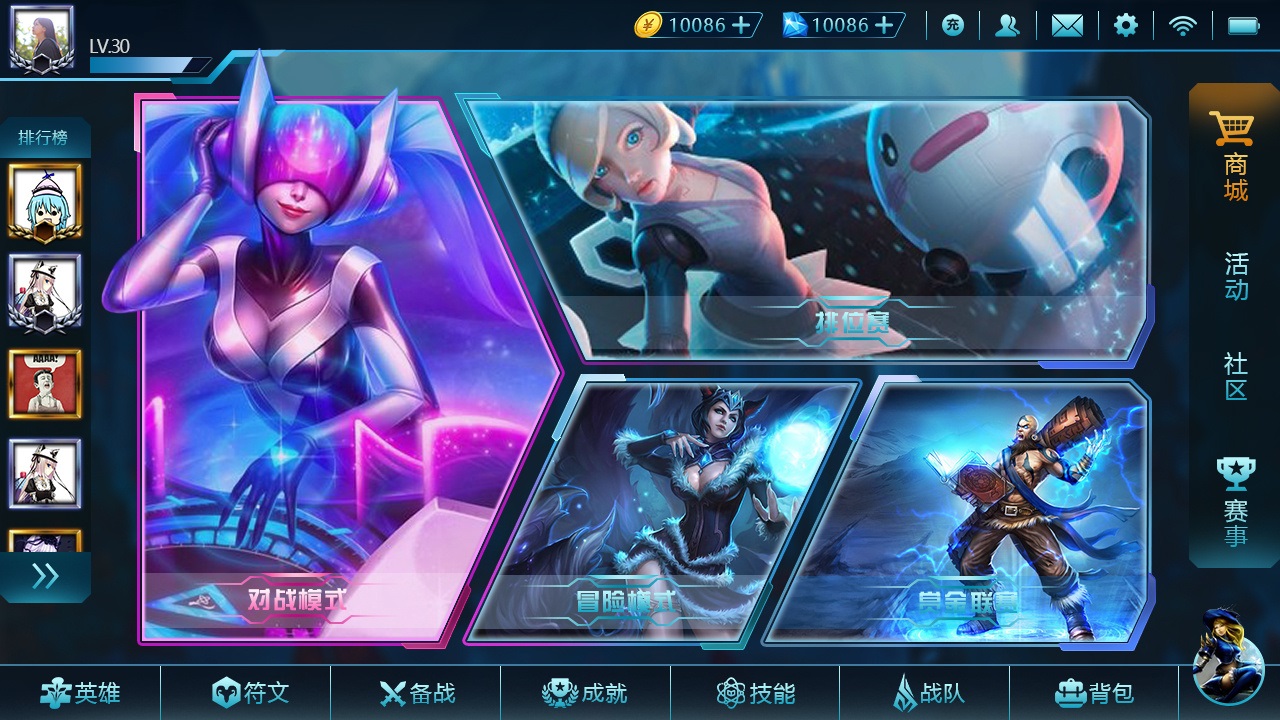 LV.30
¥ 10086 +
10086 +
充
排行榜
AAAA!
商城
活动
社区
赛事
排位赛
对战模式
冒险模式
赏金联赛
英雄
符文
备战
成就
技能
战队
背包